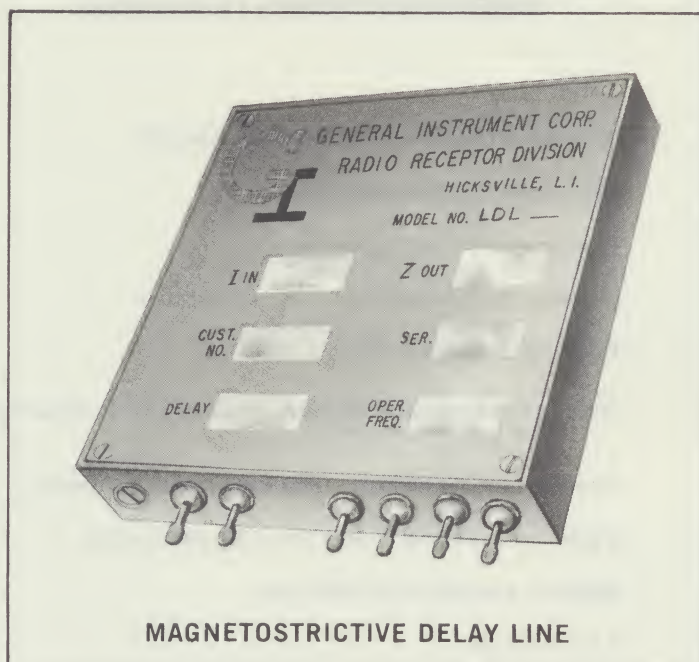 GENERAL INSTRUMENT CORP.
RADIO RECEPTOR DIVISION
HICKSVILLE, L. I.
MODEL NO. LDL
I IN
Z OUT
CUST. NO.
SER.
DELAY
OPER. FREQ.
MAGNETOSTRICTIVE DELAY LINE